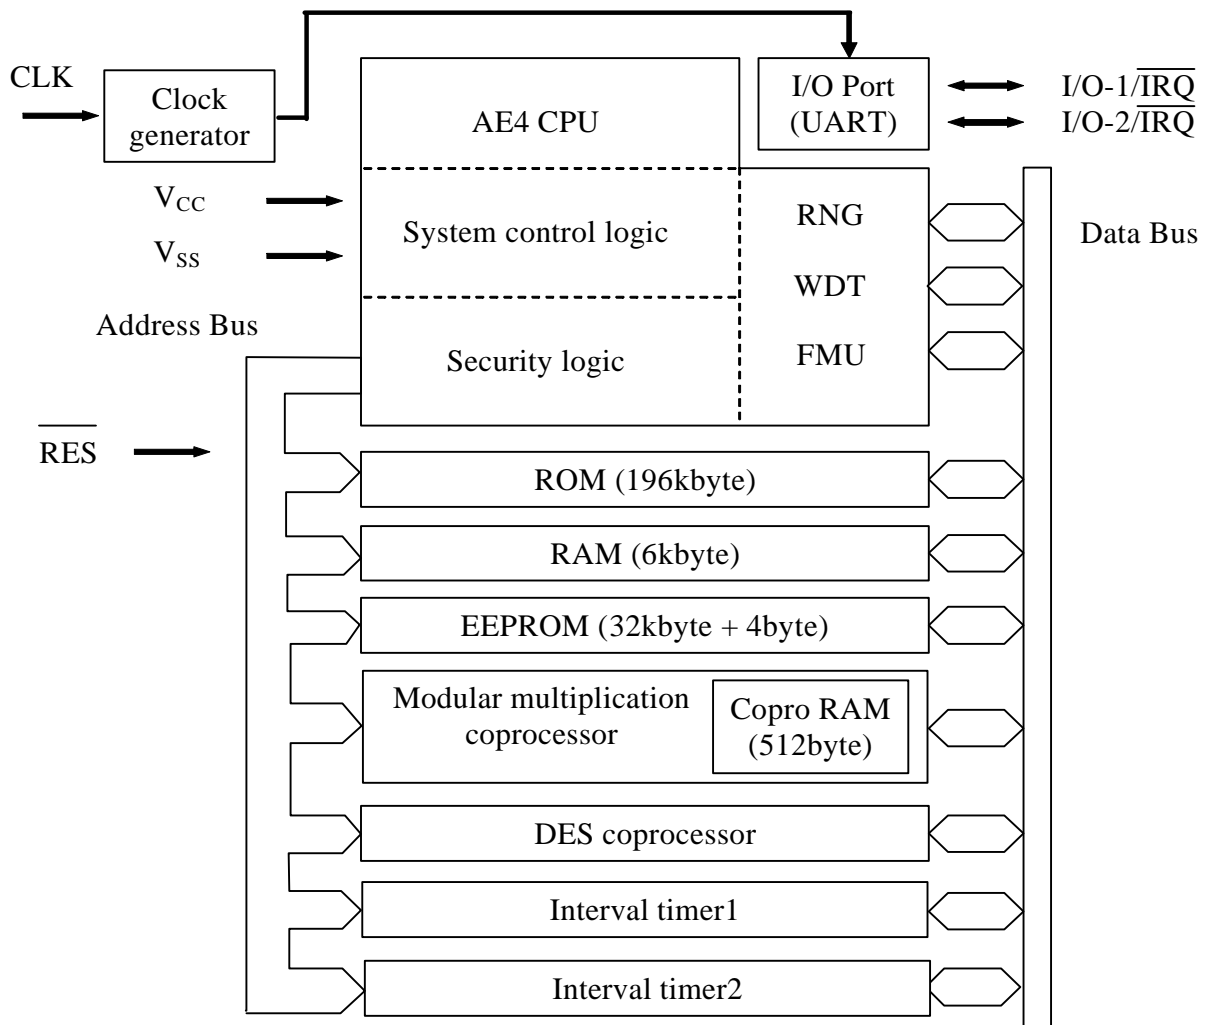 CLK
Clock
generator
AE4 CPU
I/O Port
(UART)
I/O-1/IRQ
I/O-2/IRQ
VCC
VSS
System control logic
RNG
WDT
FMU
Data Bus
Address Bus
Security logic
RES
ROM (196kbyte)
RAM (6kbyte)
EEPROM (32kbyte + 4byte)
Modular multiplication
coprocessor
Copro RAM
(512byte)
DES coprocessor
Interval timer1
Interval timer2